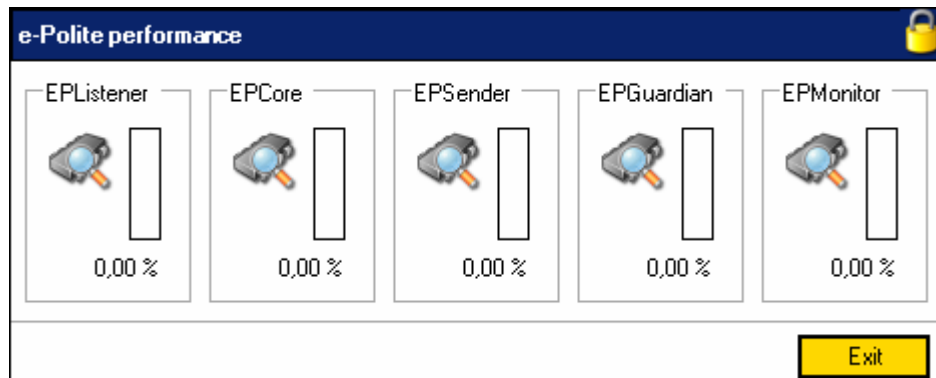 e-Polite performance
EPListener EPCore EPSender EPGuardian EPMonitor
0,00 % 0,00 % 0,00 % 0,00 % 0,00 %
Exit